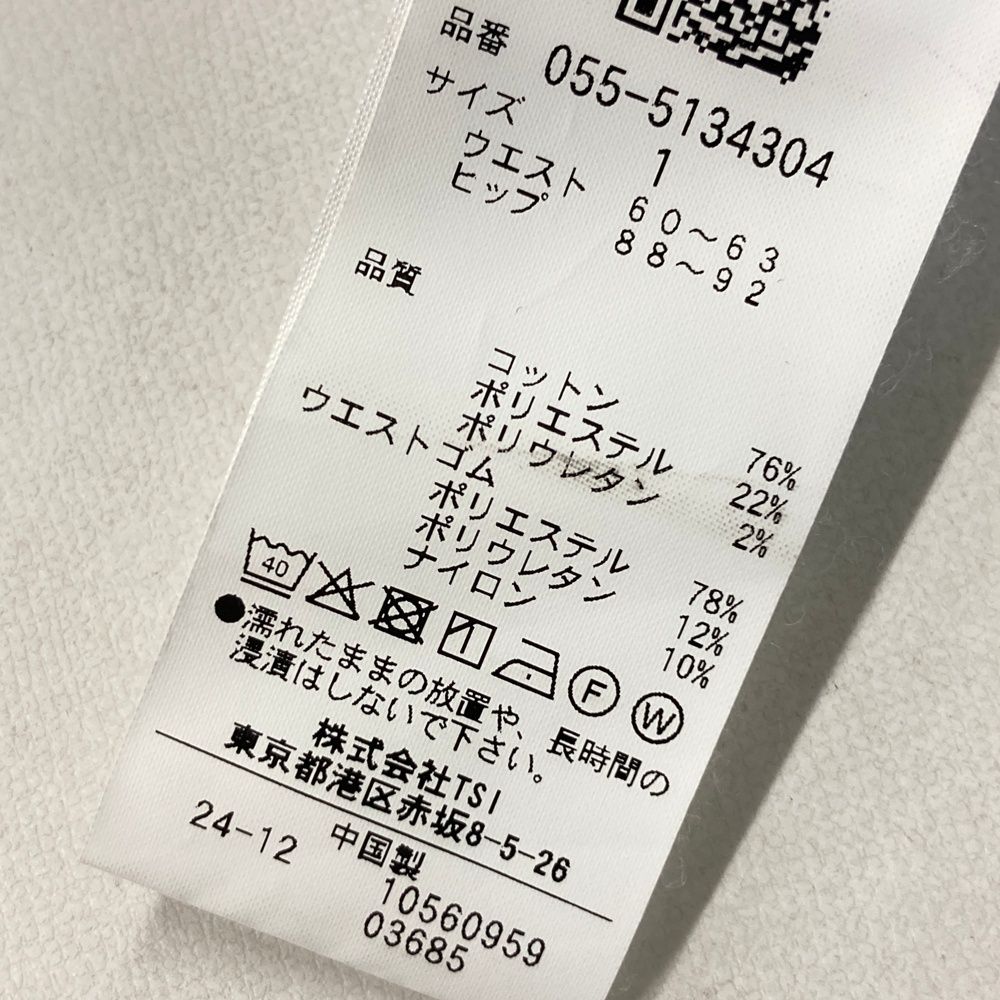 品番 055-5134304
サイズ 1
ウエスト 60～63
ヒップ 88～92
品質
コットン 76%
ポリエステル 22%
ポリウレタン 2%
ウエストゴム
ポリエステル 78%
ポリウレタン 12%
ナイロン 10%
40 F W
●濡れたままの放置や、長時間の
浸漬はしないで下さい。
株式会社TSI
東京都港区赤坂8-5-26
24-12 中国製
10560959
03685